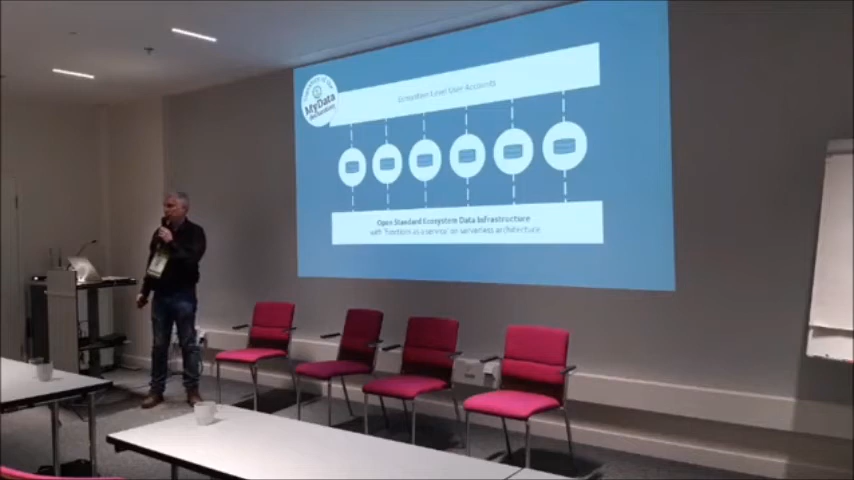 MyData
Ecosystem Level User Accounts
Open Standard Ecosystem Data Infrastructure
with 'functions as a service' on serverless architecture